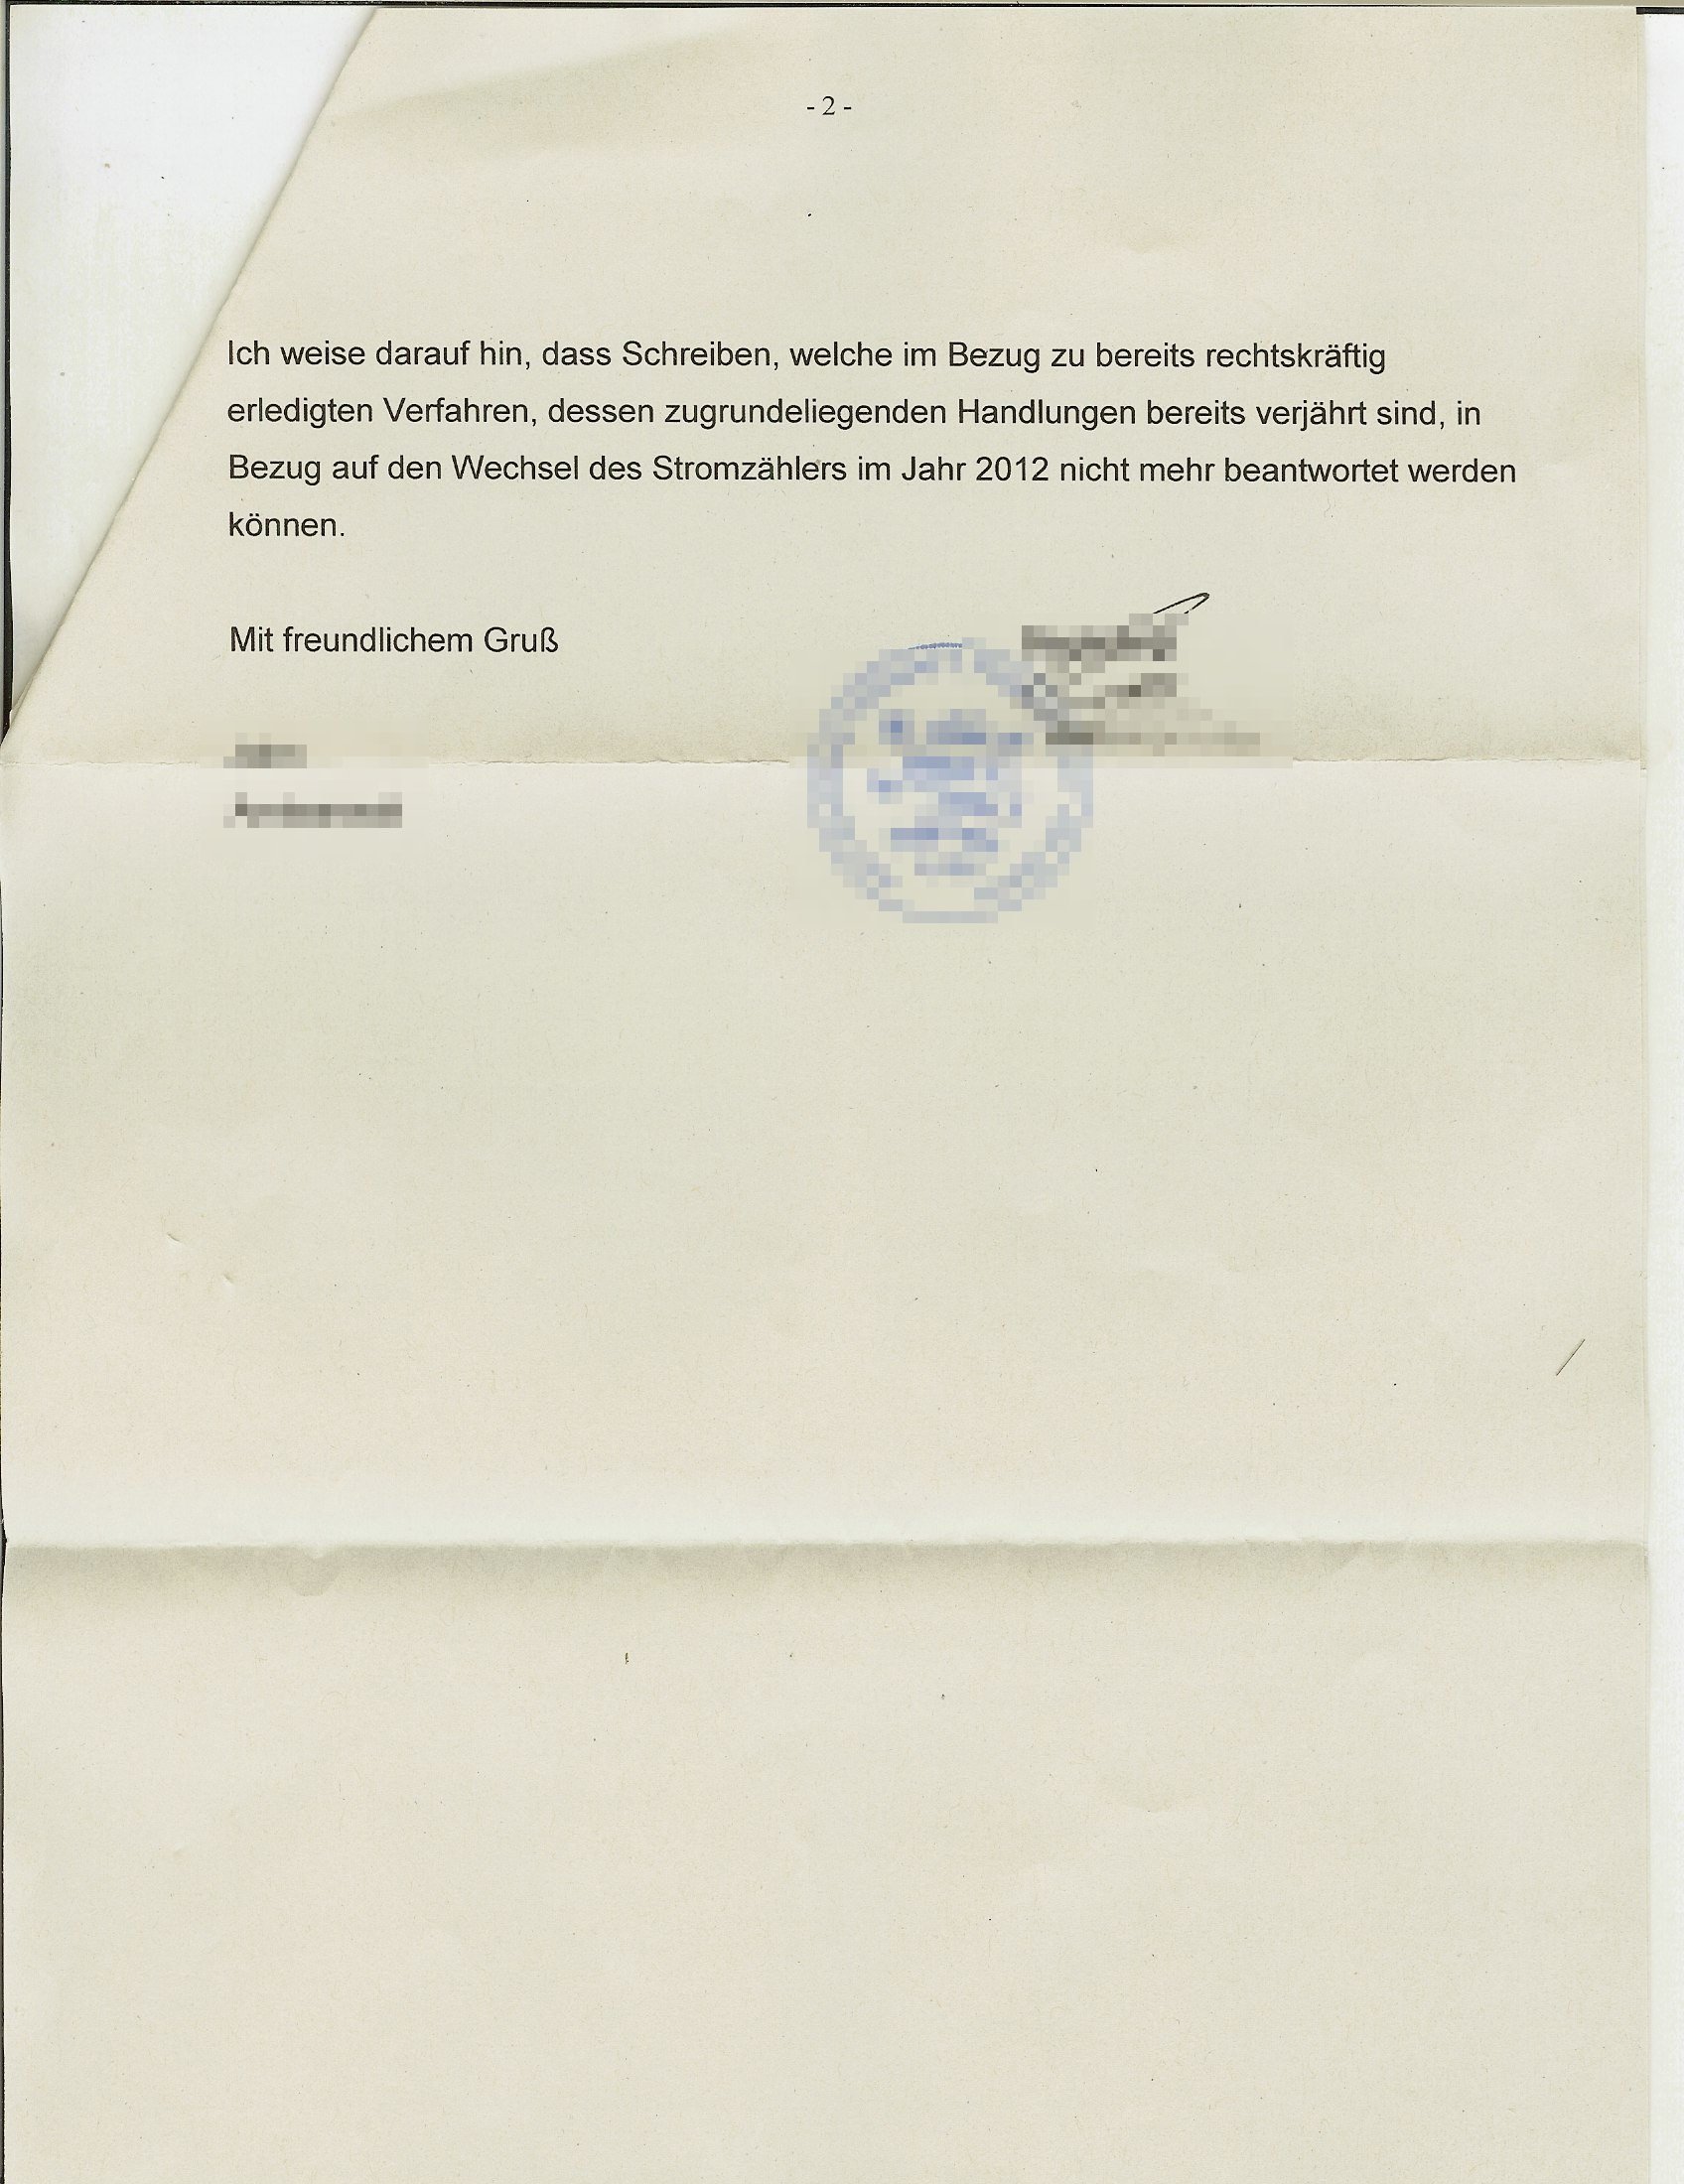 - 2 -
Ich weise darauf hin, dass Schreiben, welche im Bezug zu bereits rechtskräftig
erledigten Verfahren, dessen zugrundeliegenden Handlungen bereits verjährt sind, in
Bezug auf den Wechsel des Stromzählers im Jahr 2012 nicht mehr beantwortet werden
können.
Mit freundlichem Gruß